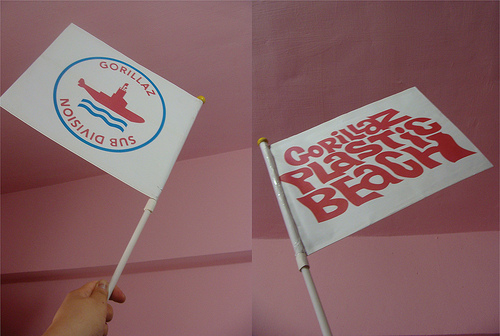 GORILLAZ
SUB DIVISION
GORILLAZ
PLASTIC
BEACH